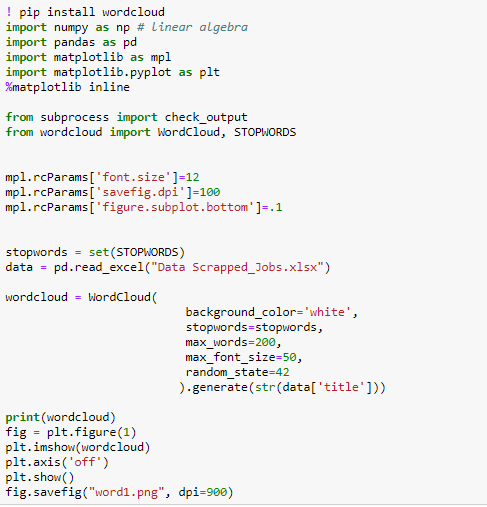 ! pip install wordcloud
import numpy as np # linear algebra
import pandas as pd
import matplotlib as mpl
import matplotlib.pyplot as plt
%matplotlib inline

from subprocess import check_output
from wordcloud import WordCloud, STOPWORDS


mpl.rcParams['font.size']=12
mpl.rcParams['savefig.dpi']=100
mpl.rcParams['figure.subplot.bottom']=.1


stopwords = set(STOPWORDS)
data = pd.read_excel("Data Scrapped_Jobs.xlsx")

wordcloud = WordCloud(
                          background_color='white',
                          stopwords=stopwords,
                          max_words=200,
                          max_font_size=50,
                          random_state=42
                         ).generate(str(data['title']))

print(wordcloud)
fig = plt.figure(1)
plt.imshow(wordcloud)
plt.axis('off')
plt.show()
fig.savefig("word1.png", dpi=900)